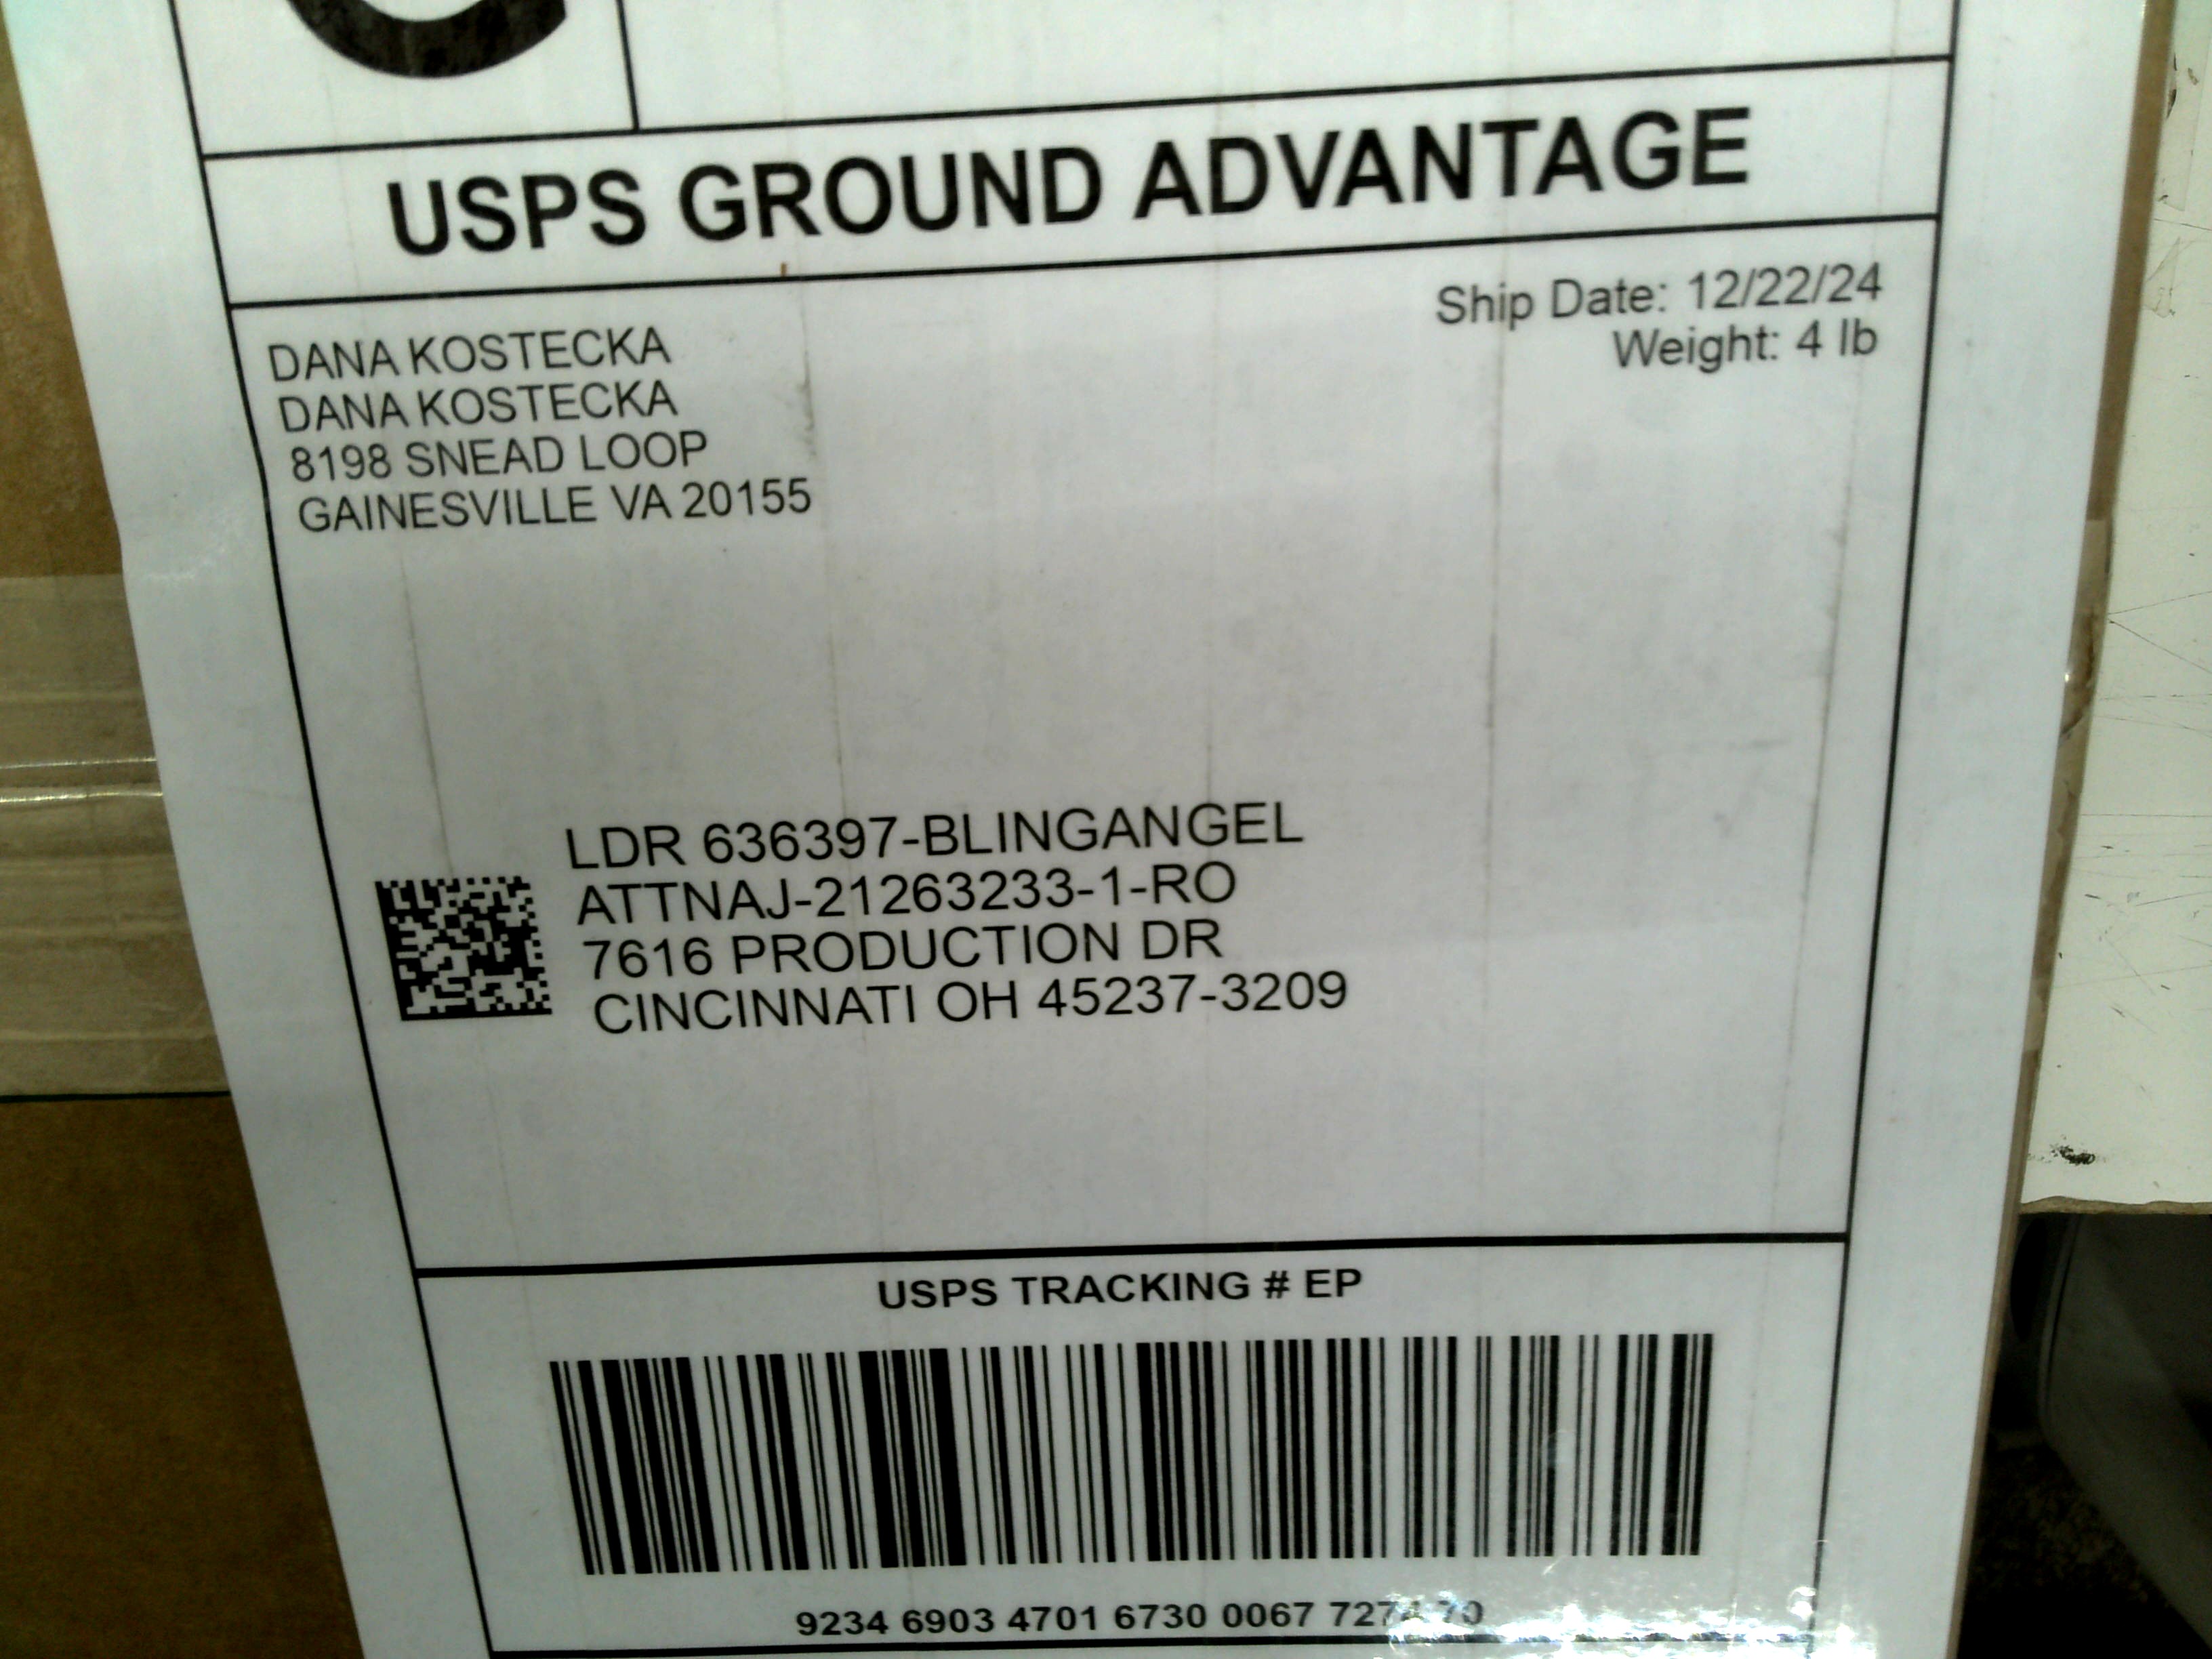 USPS GROUND ADVANTAGE
Ship Date: 12/22/24
Weight: 4 lb
DANA KOSTECKA
DANA KOSTECKA
8198 SNEAD LOOP
GAINESVILLE VA 20155
LDR 636397-BLINGANGEL
ATTNAJ-21263233-1-RO
7616 PRODUCTION DR
CINCINNATI OH 45237-3209
USPS TRACKING # EP
9234 6903 4701 6730 0067